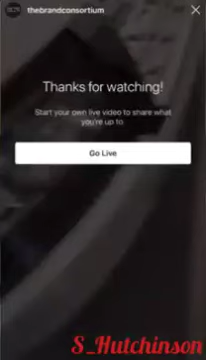 thebrandconsortium
Thanks for watching!
Start your own live video to share what
you're up to
Go Live
S_Hutchinson